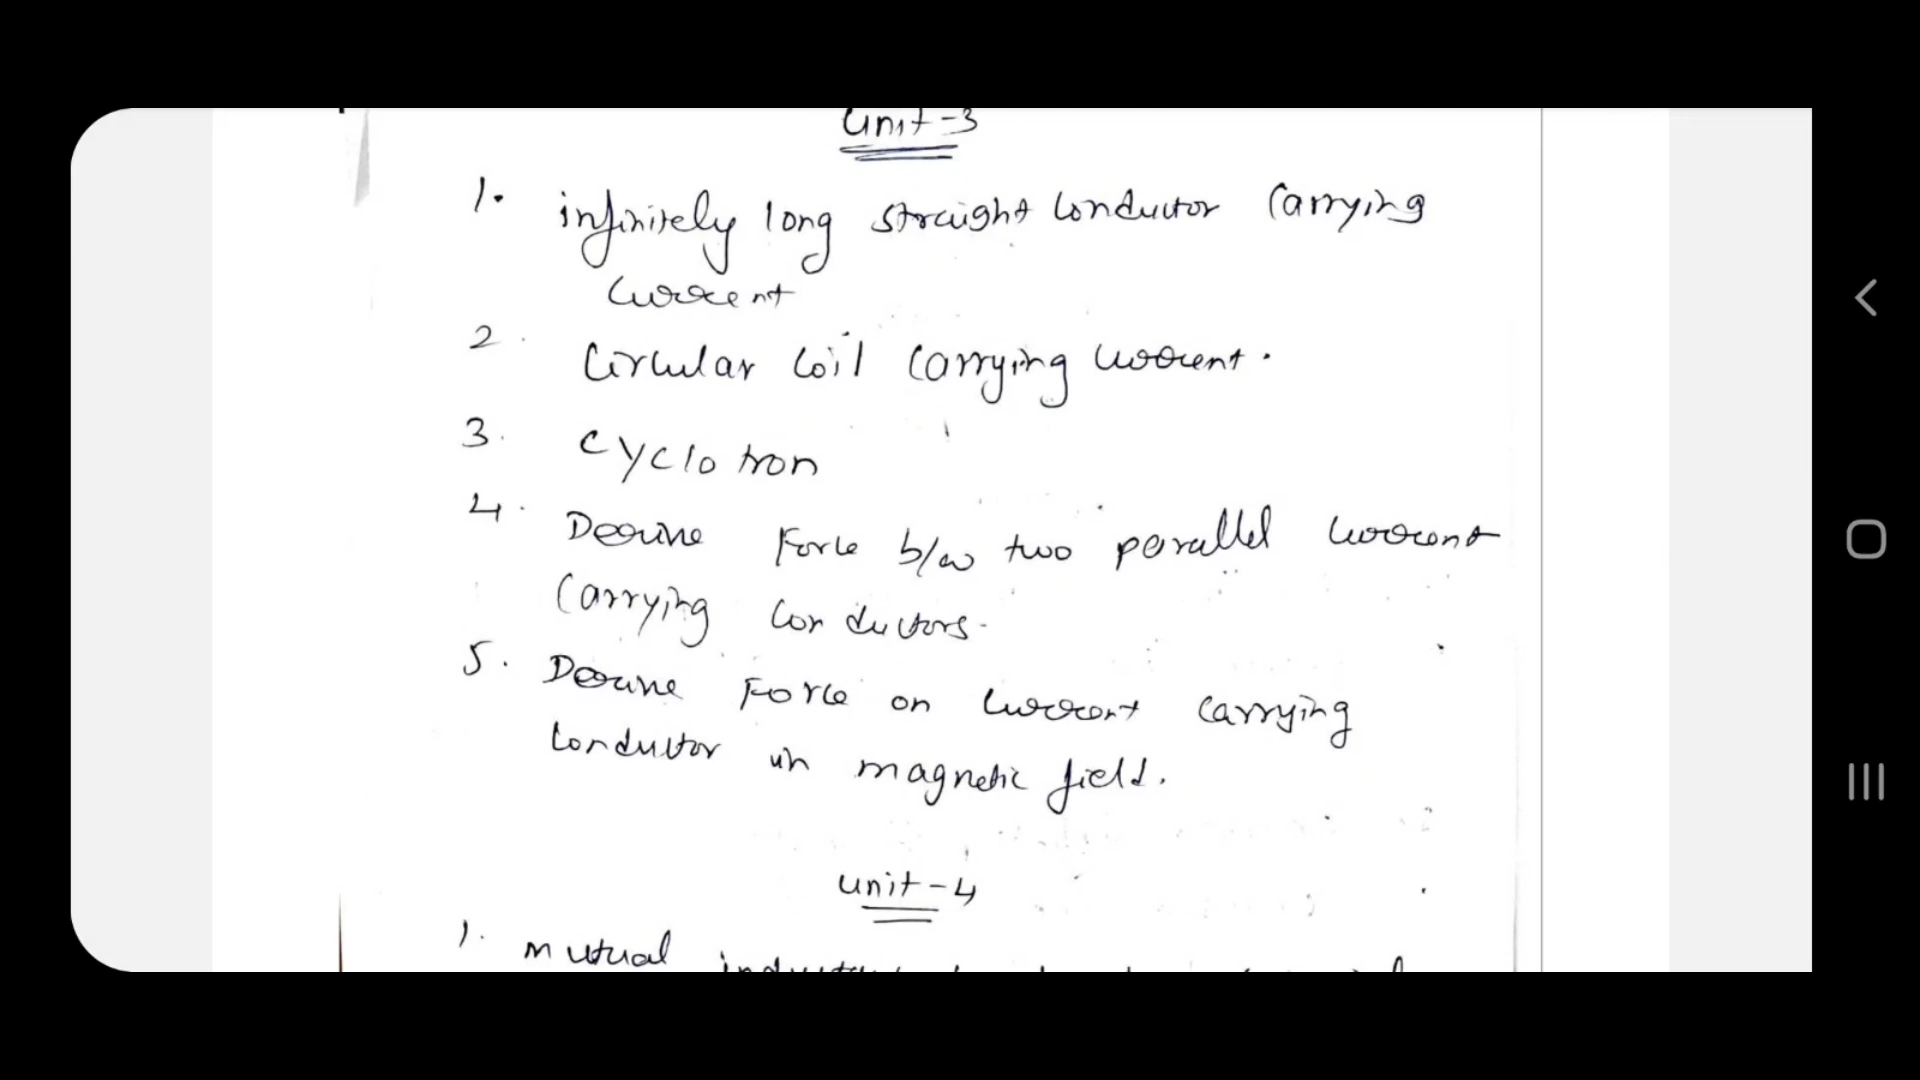 Unit-3
1. infinitely long straight conductor carrying
current
2. Circular coil carrying current.
3. cyclotron
4. Derive Force b/w two parallel current
carrying conductors.
5. Derive Force on current carrying
conductor in magnetic field.
unit-4
1. mutual